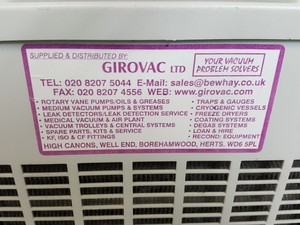 SUPPLIED & DISTRIBUTED BY:
GIROVAC LTD
YOUR VACUUM
PROBLEM SOLVERS
TEL: 020 8207 5044 E-Mail: sales@bewhay.co.uk
FAX: 020 8207 4556 WEB: www.girovac.com
• ROTARY VANE PUMPS/OILS & GREASES
• MEDIUM VACUUM PUMPS & SYSTEMS
• LEAK DETECTORS/LEAK DETECTION SERVICE
• MEDICAL VACUUM & AIR PLANT
• VACUUM TROLLEYS & CENTRAL SYSTEMS
• SPARE PARTS, KITS & SERVICE
• KF, ISO & CF FITTINGS
• TRAPS & GAUGES
• CRYOGENIC VESSELS
• FREEZE DRYERS
• COATING SYSTEMS
• DEGAS SYSTEMS
• LOAN & HIRE
• RECOND: EQUIPMENT
HIGH CANONS, WELL END, BOREHAMWOOD, HERTS. WD6 5PL